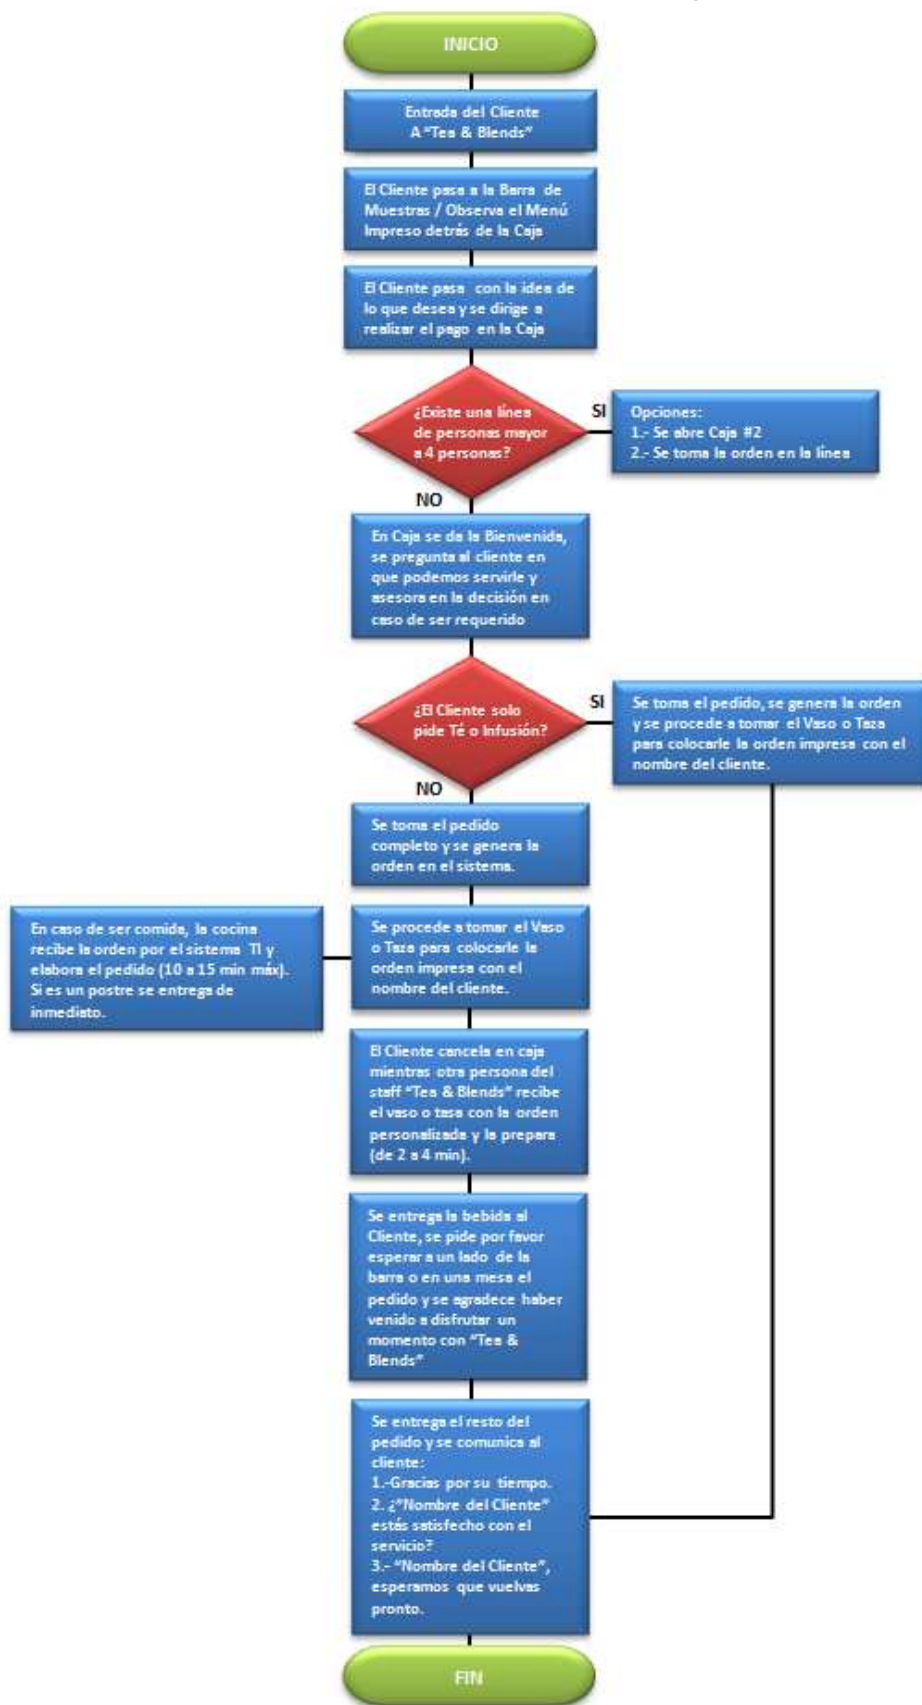 INICIO
Entrada del Cliente
A “Tea & Blends”
El Cliente pasa a la Barra de
Muestras / Observa el Menú
Impreso detrás de la Caja
El Cliente pasa con la idea de
lo que desea y se dirige a
realizar el pago en la Caja
¿Existe una línea
de personas mayor
a 4 personas?
SI
Opciones:
1.- Se abre Caja #2
2.- Se toma la orden en la línea
NO
En Caja se da la Bienvenida,
se pregunta al cliente en
que podemos servirle y
asesora en la decisión en
caso de ser requerido
¿El Cliente solo
pide Té o Infusión?
SI
Se toma el pedido, se genera la orden
y se procede a tomar el Vaso o Taza
para colocarle la orden impresa con el
nombre del cliente.
NO
Se toma el pedido
completo y se genera la
orden en el sistema.
En caso de ser comida, la cocina
recibe la orden por el sistema TI y
elabora el pedido (10 a 15 min máx).
Si es un postre se entrega de
inmediato.
Se procede a tomar el Vaso
o Taza para colocarle la
orden impresa con el
nombre del cliente.
El Cliente cancela en caja
mientras otra persona del
staff “Tea & Blends” recibe
el vaso o tasa con la orden
personalizada y la prepara
(de 2 a 4 min).
Se entrega la bebida al
Cliente, se pide por favor
esperar a un lado de la
barra o en una mesa el
pedido y se agradece haber
venido a disfrutar un
momento con “Tea &
Blends”
Se entrega el resto del
pedido y se comunica al
cliente:
1.-Gracias por su tiempo.
2. ¿“Nombre del Cliente”
estás satisfecho con el
servicio?
3.- “Nombre del Cliente”,
esperamos que vuelvas
pronto.
FIN